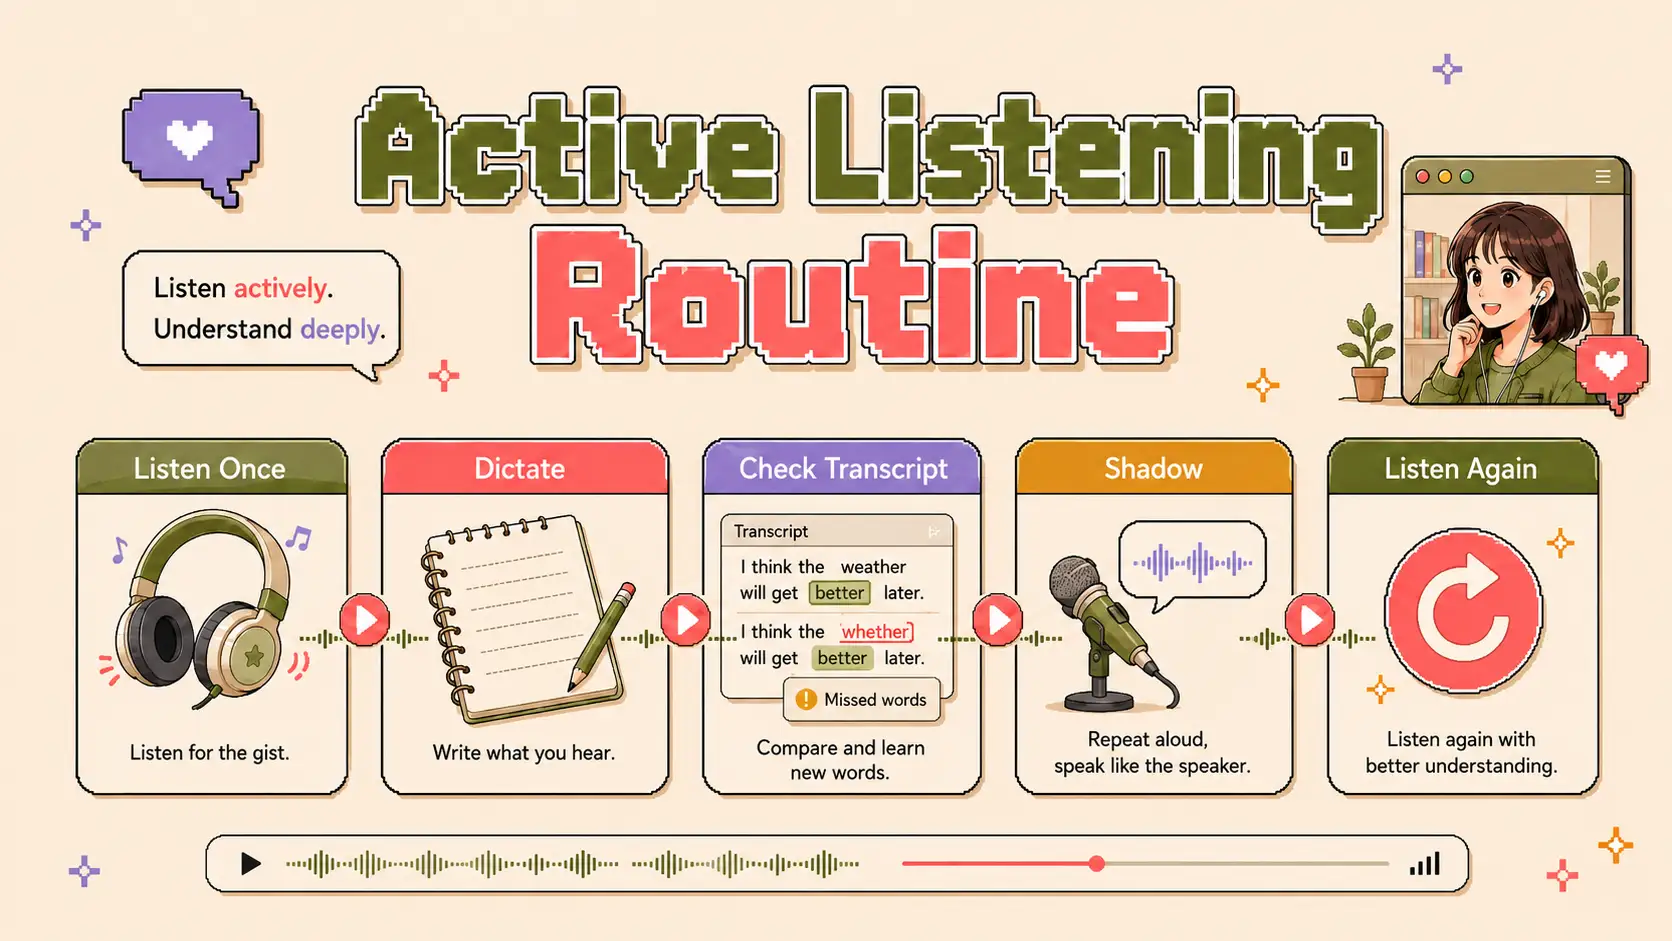 Active Listening
Routine
Listen actively.
Understand deeply.
Listen Once
Listen for the gist.
Dictate
Write what you hear.
Check Transcript
Transcript
I think the weather
will get better later.
I think the whether
will get better later.
Missed words
Compare and learn
new words.
Shadow
Repeat aloud,
speak like the speaker.
Listen Again
Listen again with
better understanding.